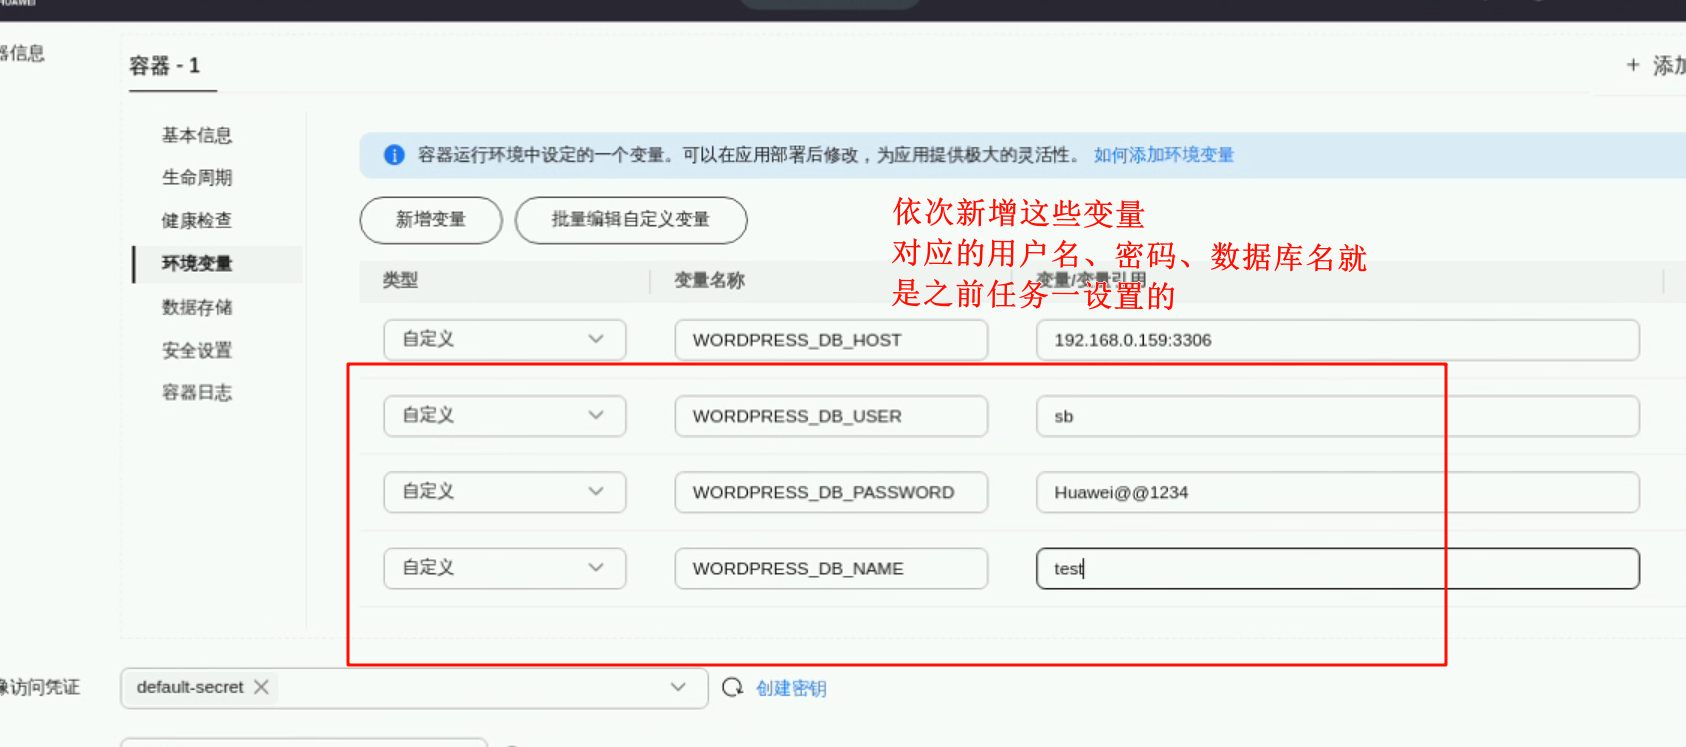 HUAWEI
器信息
容器 - 1
+ 添加
基本信息
生命周期
健康检查
环境变量
数据存储
安全设置
容器日志
容器运行环境中设定的一个变量。可以在应用部署后修改，为应用提供极大的灵活性。 如何添加环境变量
新增变量
批量编辑自定义变量
依次新增这些变量
对应的用户名、密码、数据库名就
是之前任务一设置的
类型
变量名称
变量/变量引用
自定义
WORDPRESS_DB_HOST
192.168.0.159:3306
自定义
WORDPRESS_DB_USER
sb
自定义
WORDPRESS_DB_PASSWORD
Huawei@@1234
自定义
WORDPRESS_DB_NAME
test
像访问凭证
default-secret
创建密钥